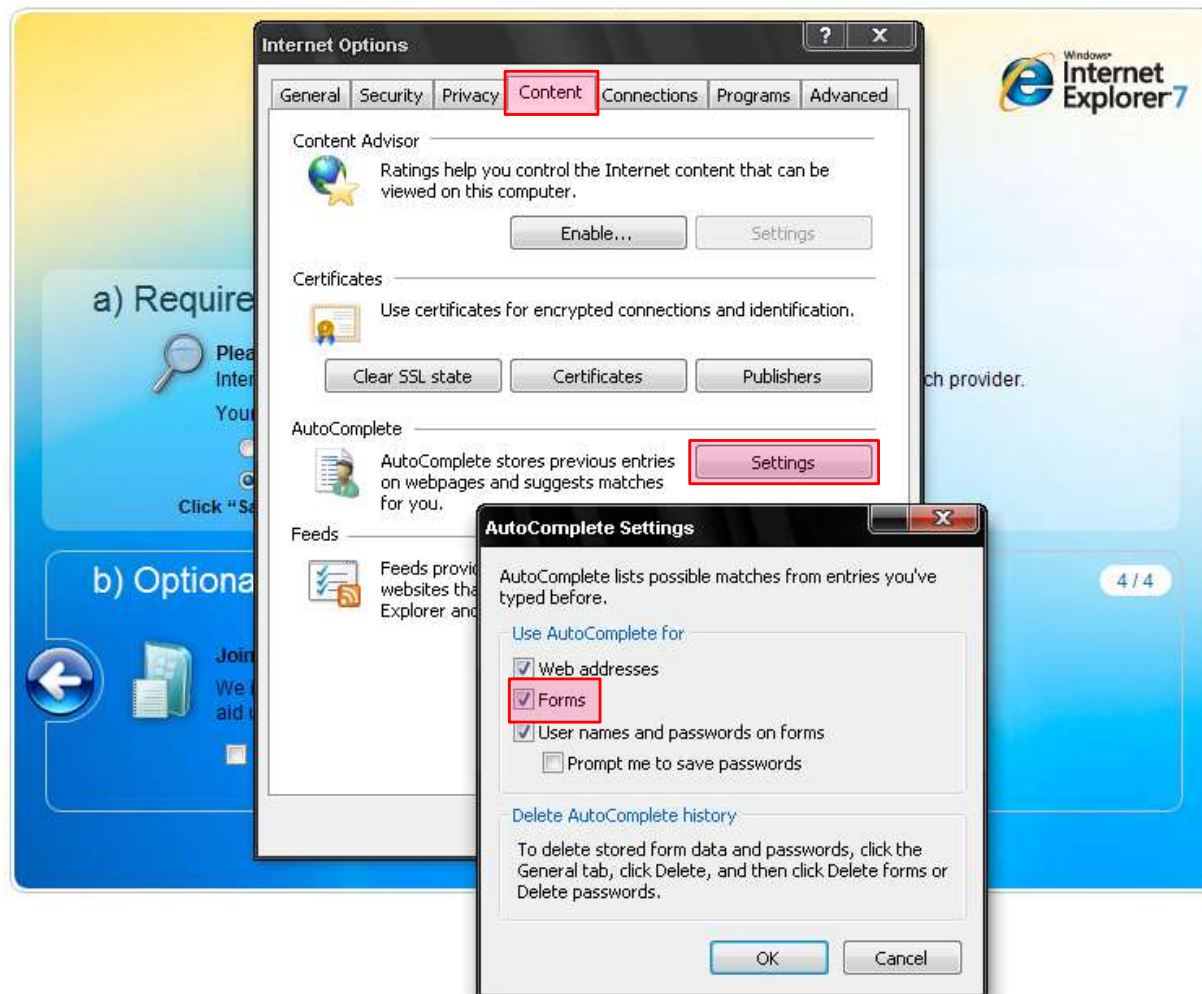 Internet Options
?
X
Windows
Internet
Explorer 7
General Security Privacy Content Connections Programs Advanced
Content Advisor
Ratings help you control the Internet content that can be
viewed on this computer.
Enable... Settings
Certificates
Use certificates for encrypted connections and identification.
Clear SSL state Certificates Publishers
AutoComplete
AutoComplete stores previous entries
on webpages and suggests matches
for you.
Settings
Feeds
Feeds
websites
Explorer
a) Require
Plea
Inter
ch provider.
Your
Click "Sa
b) Optiona
4 / 4
Join
We
aid
AutoComplete Settings
X
AutoComplete lists possible matches from entries you've
typed before.
Use AutoComplete for
Web addresses
Forms
User names and passwords on forms
Prompt me to save passwords
Delete AutoComplete history
To delete stored form data and passwords, click the
General tab, click Delete, and then click Delete forms or
Delete passwords.
OK Cancel